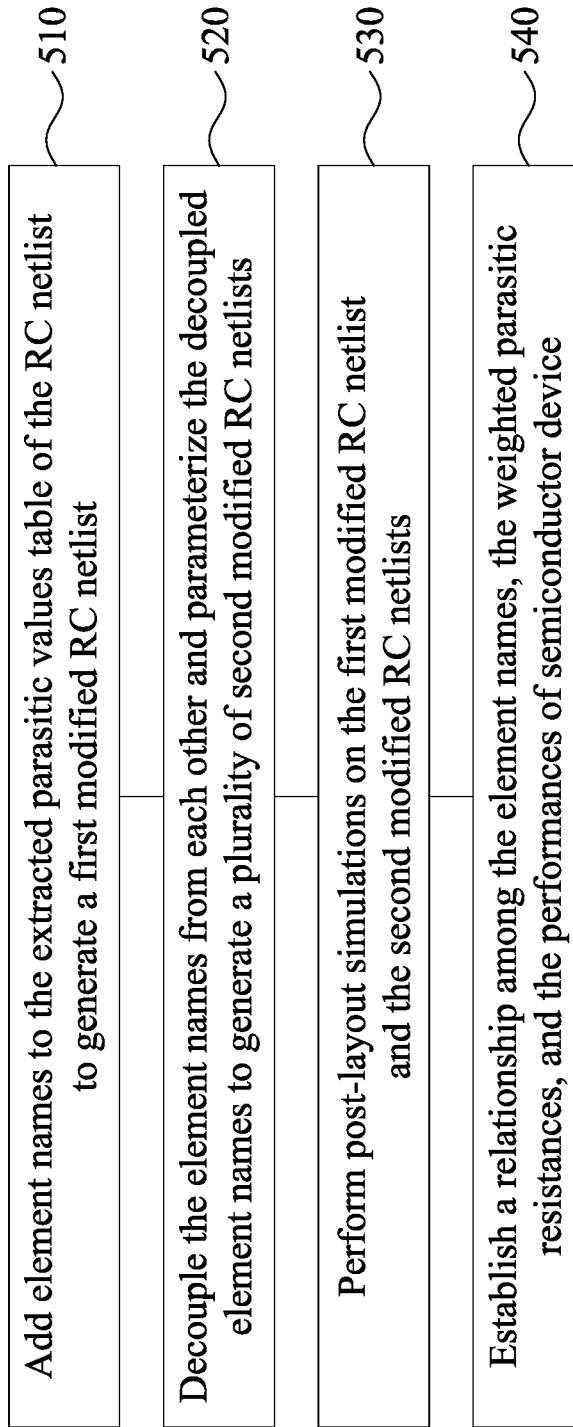 Add element names to the extracted parasitic values table of the RC netlist
to generate a first modified RC netlist
510
Decouple the element names from each other and parameterize the decoupled
element names to generate a plurality of second modified RC netlists
520
Perform post-layout simulations on the first modified RC netlist
and the second modified RC netlists
530
Establish a relationship among the element names, the weighted parasitic
resistances, and the performances of semiconductor device
540